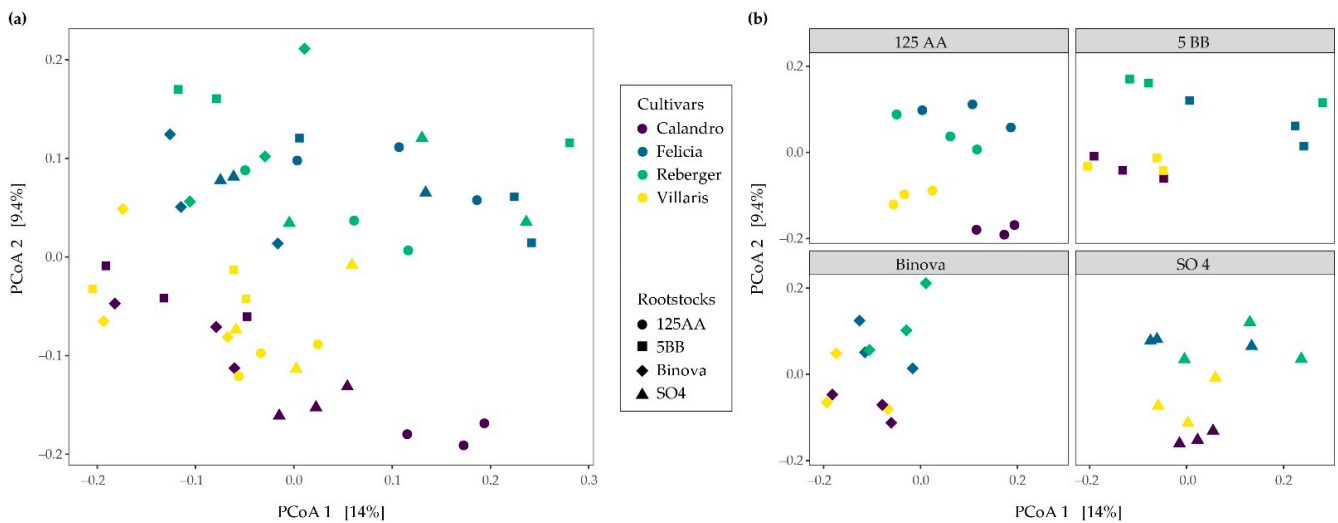 (a)
0.2
0.1
0.0
−0.1
−0.2
PCoA 2 [9.4%]
−0.2
−0.1
0.0
0.1
0.2
0.3
PCoA 1 [14%]
Cultivars
Calandro
Felicia
Reberger
Villaris
Rootstocks
125AA
5BB
Binova
SO4
(b)
125 AA
5 BB
0.2
0.0
−0.2
Binova
SO 4
0.2
0.0
−0.2
PCoA 2 [9.4%]
−0.2
0.0
0.2
−0.2
0.0
0.2
PCoA 1 [14%]